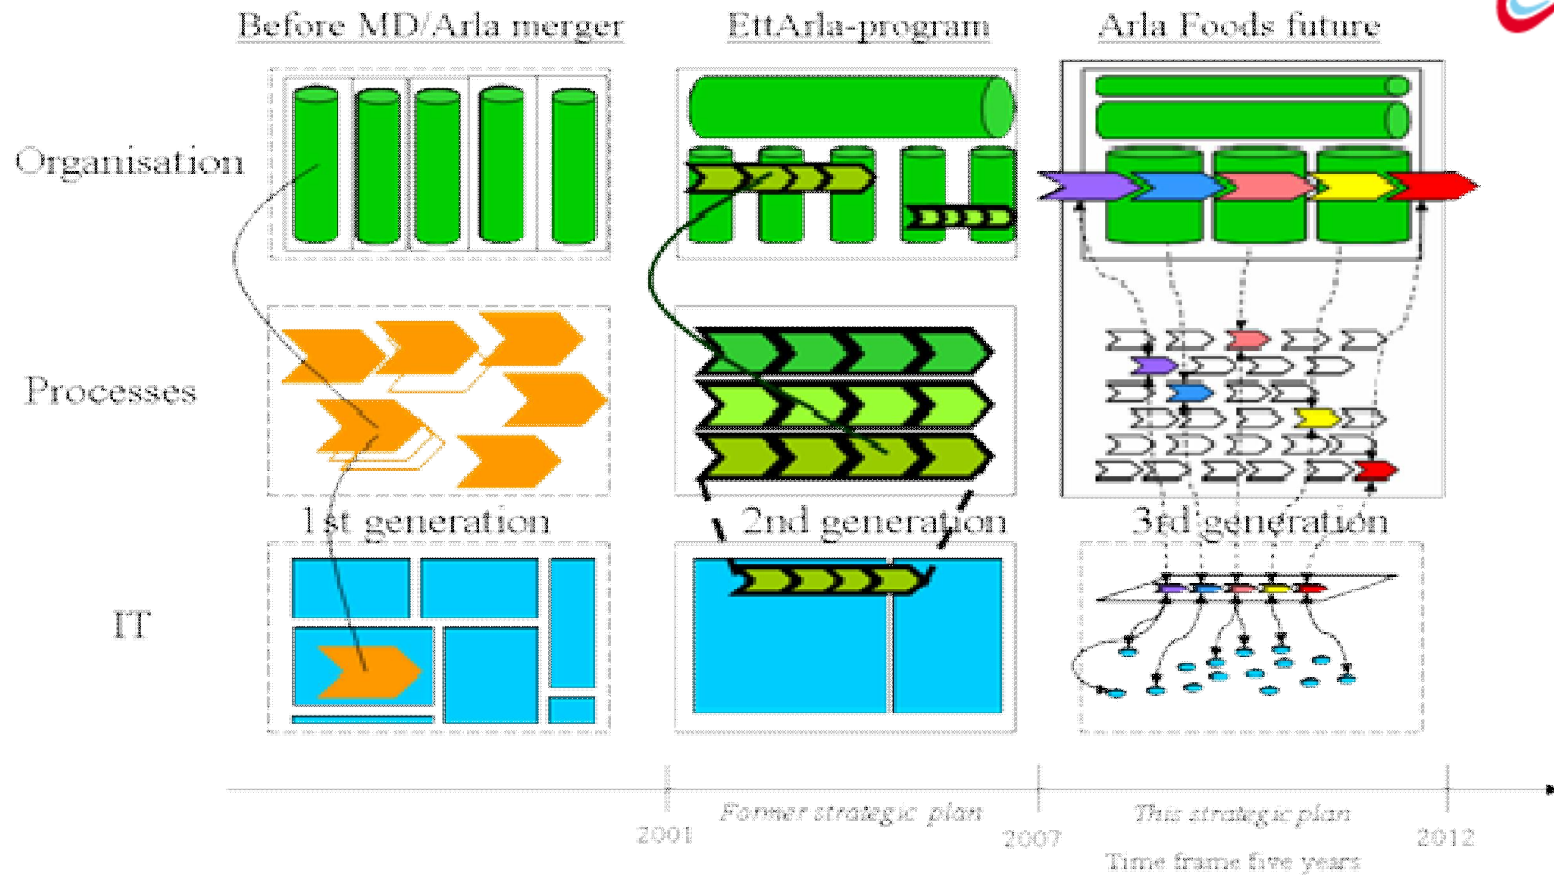 Before MD/Arla merger
EttArla-program
Arla Foods future
Organisation
Processes
1st generation
2nd generation
3rd generation
IT
Former strategic plan
This strategic plan
2001
2007
2012
Time frame five years